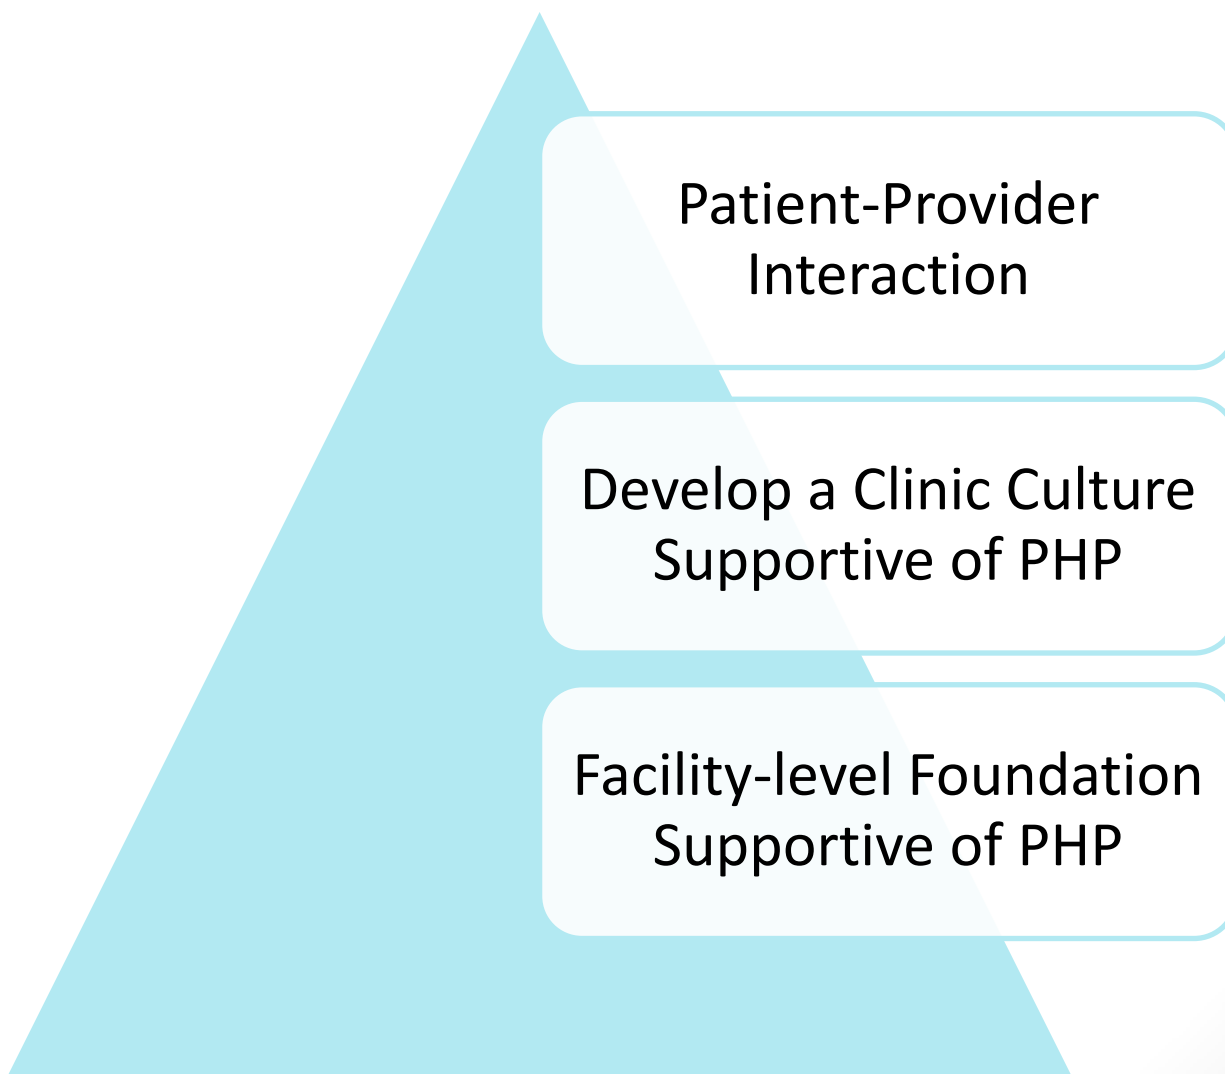 Patient-Provider
Interaction
Develop a Clinic Culture
Supportive of PHP
Facility-level Foundation
Supportive of PHP